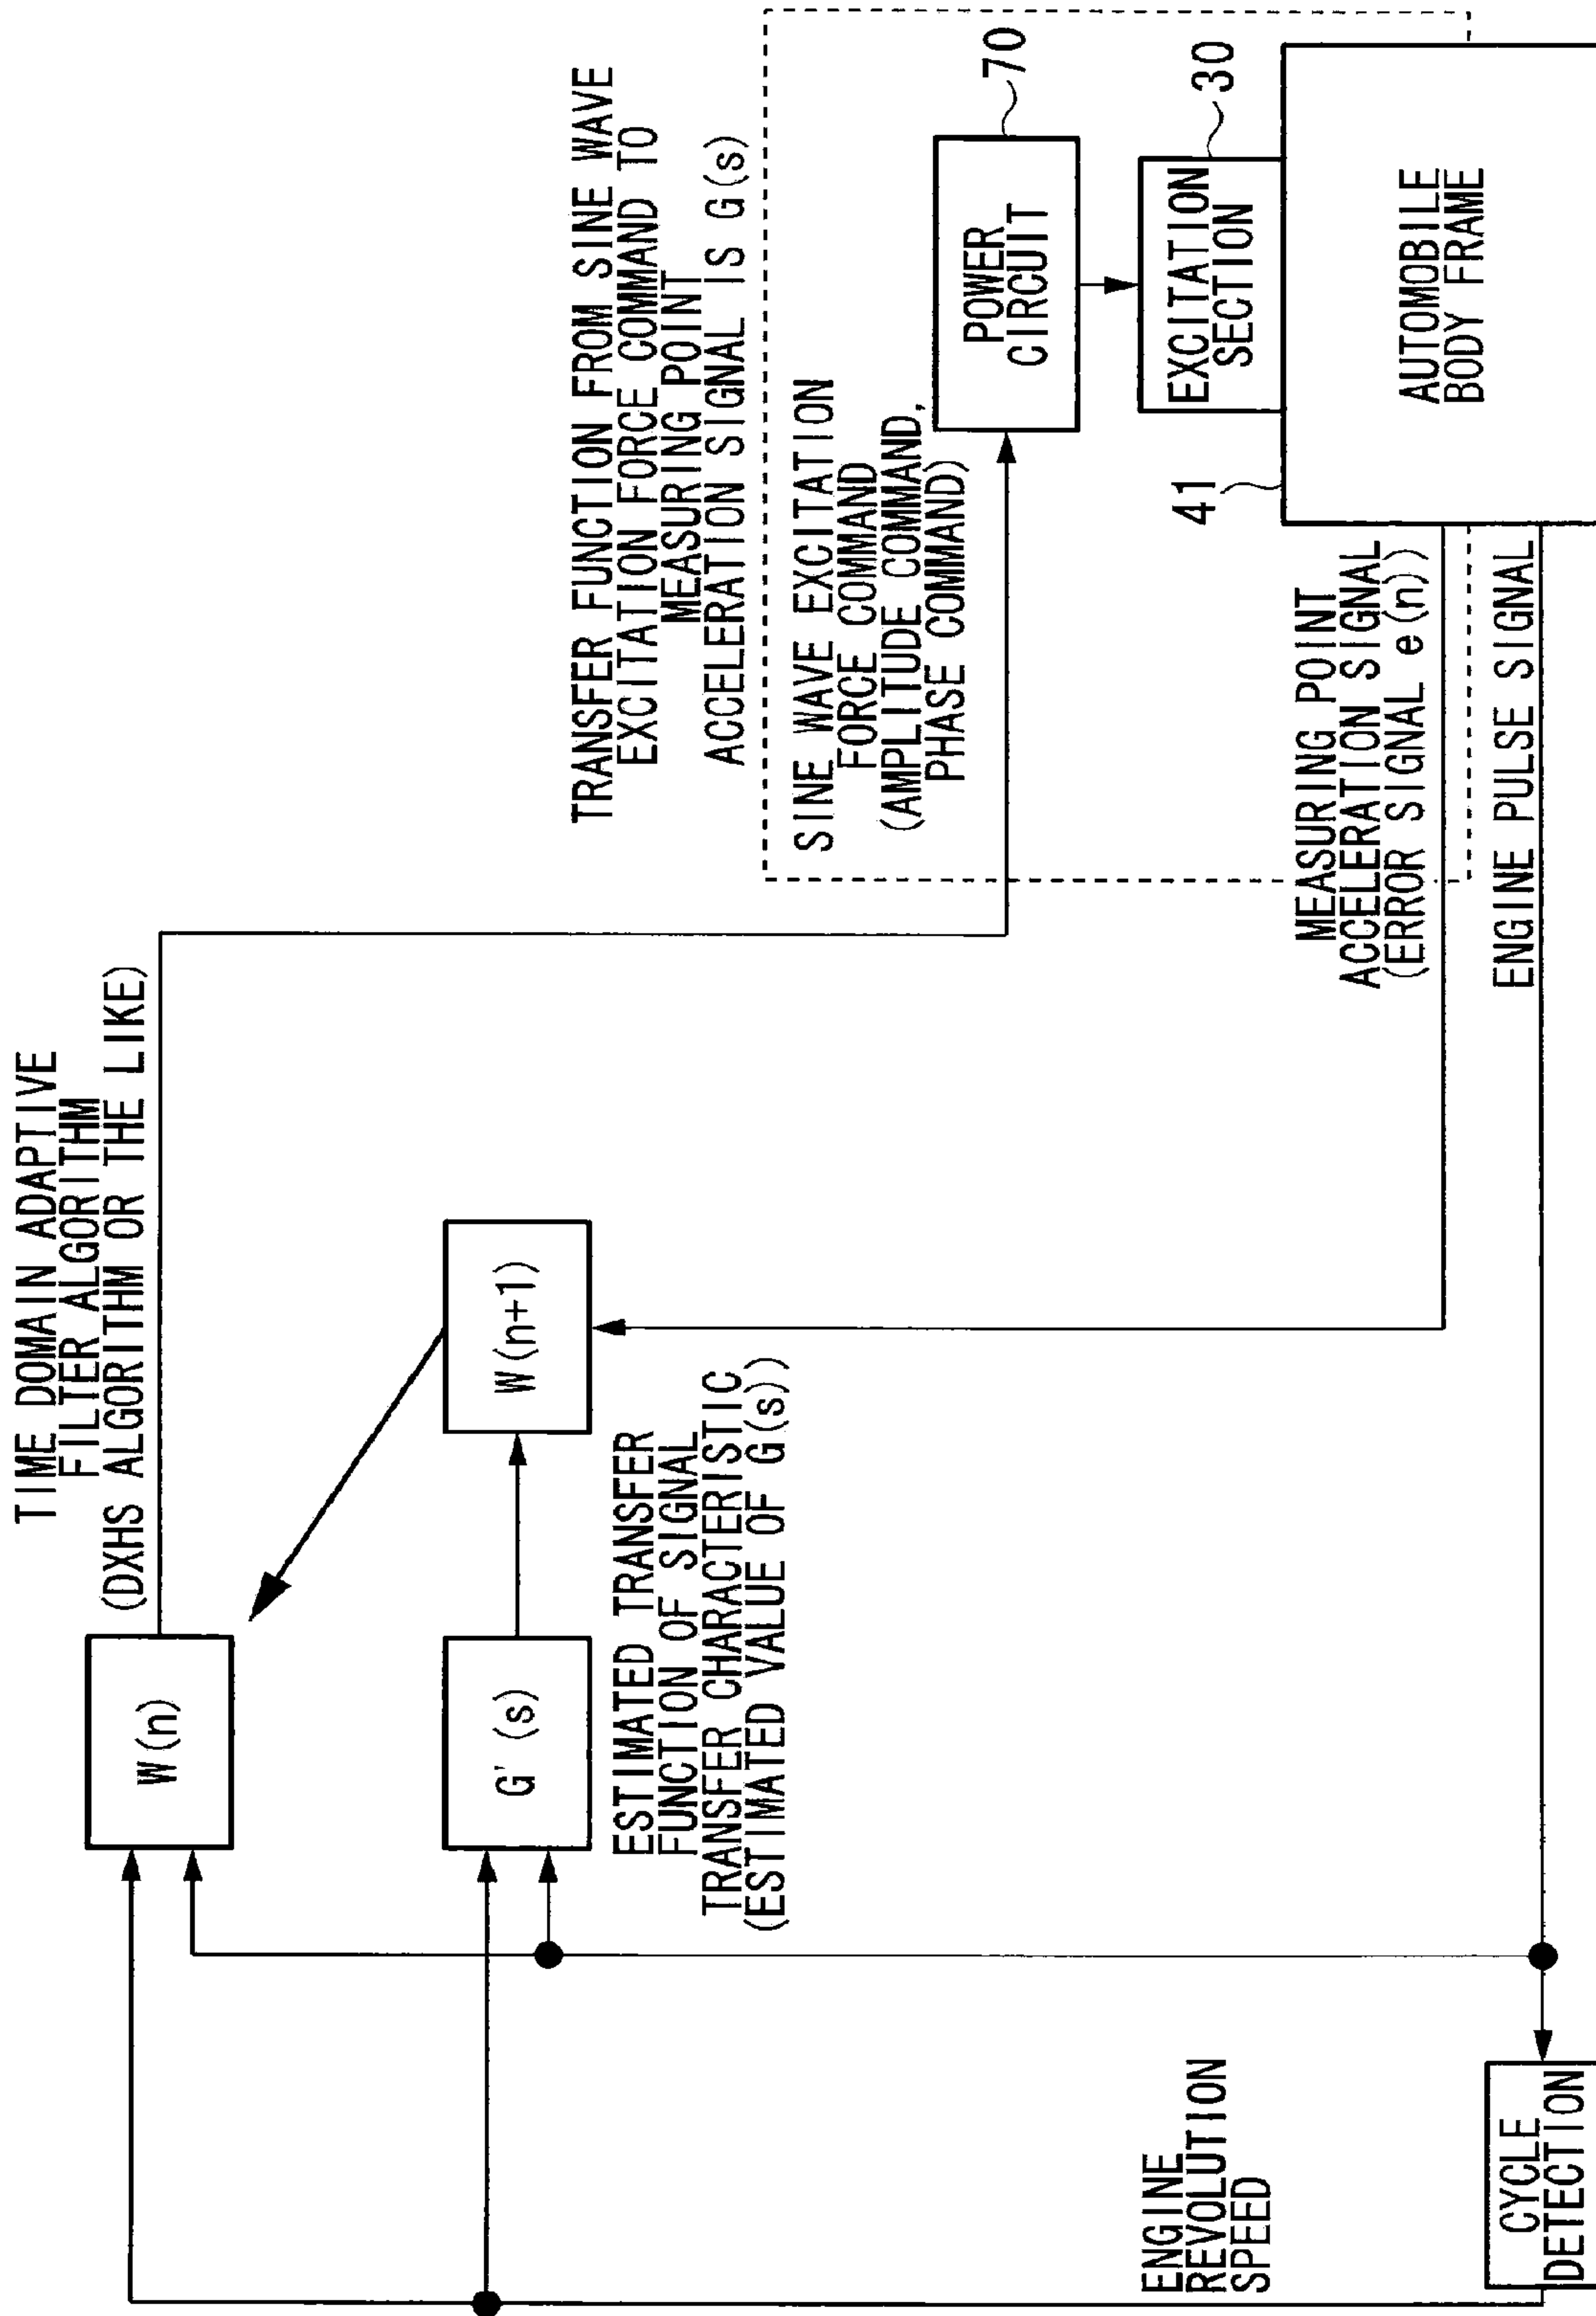 TIME DOMAIN ADAPTIVE
FILTER ALGORITHM
(DXHS ALGORITHM OR THE LIKE)
W(n)
W(n+1)
G'(s)
ESTIMATED TRANSFER
FUNCTION OF SIGNAL
TRANSFER CHARACTERISTIC
(ESTIMATED VALUE OF G(s))
TRANSFER FUNCTION FROM SINE WAVE
EXCITATION FORCE COMMAND TO
MEASURING POINT
ACCELERATION SIGNAL IS G(s)
SINE WAVE EXCITATION
FORCE COMMAND
(AMPLITUDE COMMAND,
PHASE COMMAND)
POWER
CIRCUIT
70
EXCITATION
SECTION
30
41
AUTOMOBILE
BODY FRAME
MEASURING POINT
ACCELERATION SIGNAL
(ERROR SIGNAL e(n))
ENGINE PULSE SIGNAL
ENGINE
REVOLUTION
SPEED
CYCLE
DETECTION